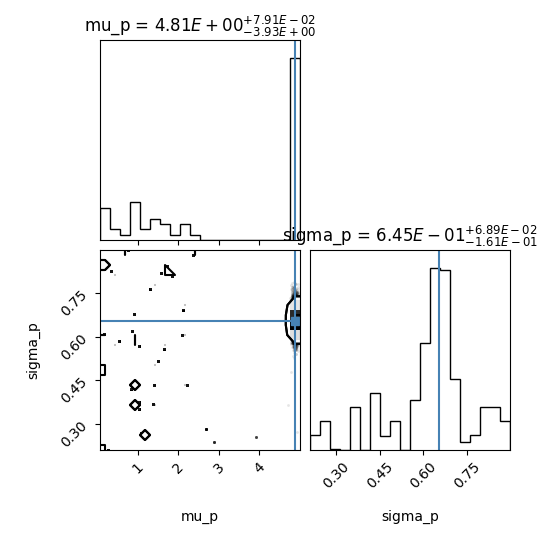 mu_p = 4.81E + 00 +7.91E − 02 −3.93E + 00
sigma_p = 6.45E − 01 +6.89E − 02 −1.61E − 01
0.75
0.60
0.45
0.30
sigma_p
1 2 3 4
0.30 0.45 0.60 0.75
mu_p
sigma_p